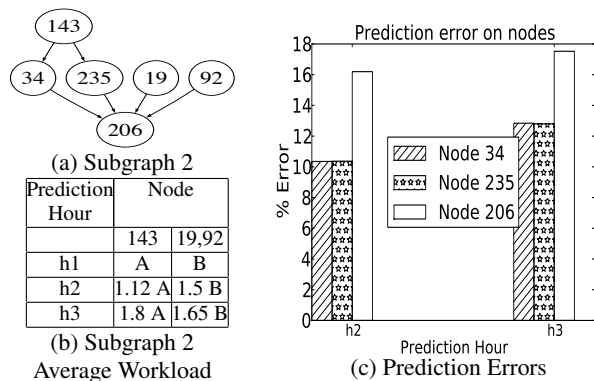 143
34 235 19 92
206
(a) Subgraph 2
Prediction Hour Node
143 19,92
h1 A B
h2 1.12 A 1.5 B
h3 1.8 A 1.65 B
(b) Subgraph 2
Average Workload
Prediction error on nodes
18
16
14
12
10
8
6
4
2
0
% Error
Node 34
Node 235
Node 206
h2 h3
Prediction Hour
(c) Prediction Errors